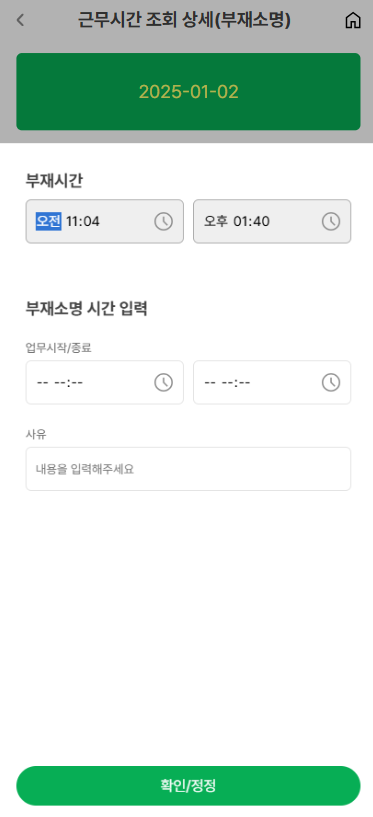 근무시간 조회 상세(부재소명)
2025-01-02
부재시간
오전 11:04 오후 01:40
부재소명 시간 입력
업무시작/종료
-- --:-- -- --:--
사유
내용을 입력해주세요
확인/정정